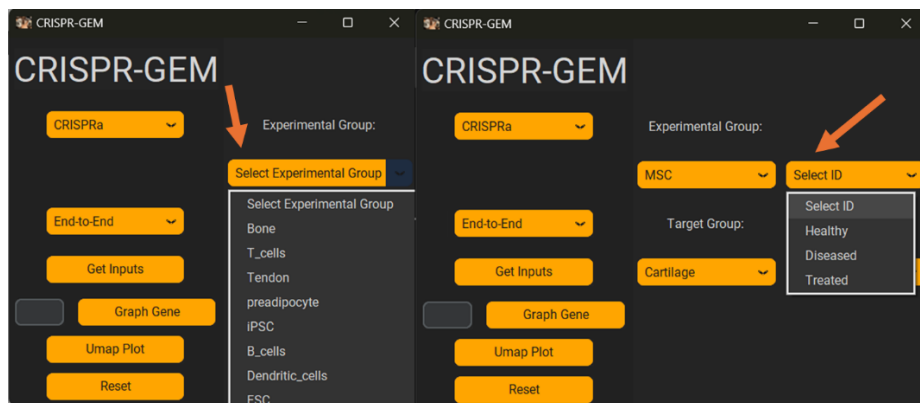 CRISPR-GEM
CRISPR-GEM
CRISPRa
Experimental Group:
Select Experimental Group
Select Experimental Group
Bone
T_cells
Tendon
preadipocyte
iPSC
B_cells
Dendritic_cells
ESC
End-to-End
Get Inputs
Graph Gene
Umap Plot
Reset
CRISPR-GEM
CRISPR-GEM
CRISPRa
Experimental Group:
MSC
Select ID
Select ID
Healthy
Diseased
Treated
End-to-End
Target Group:
Get Inputs
Cartilage
Graph Gene
Umap Plot
Reset